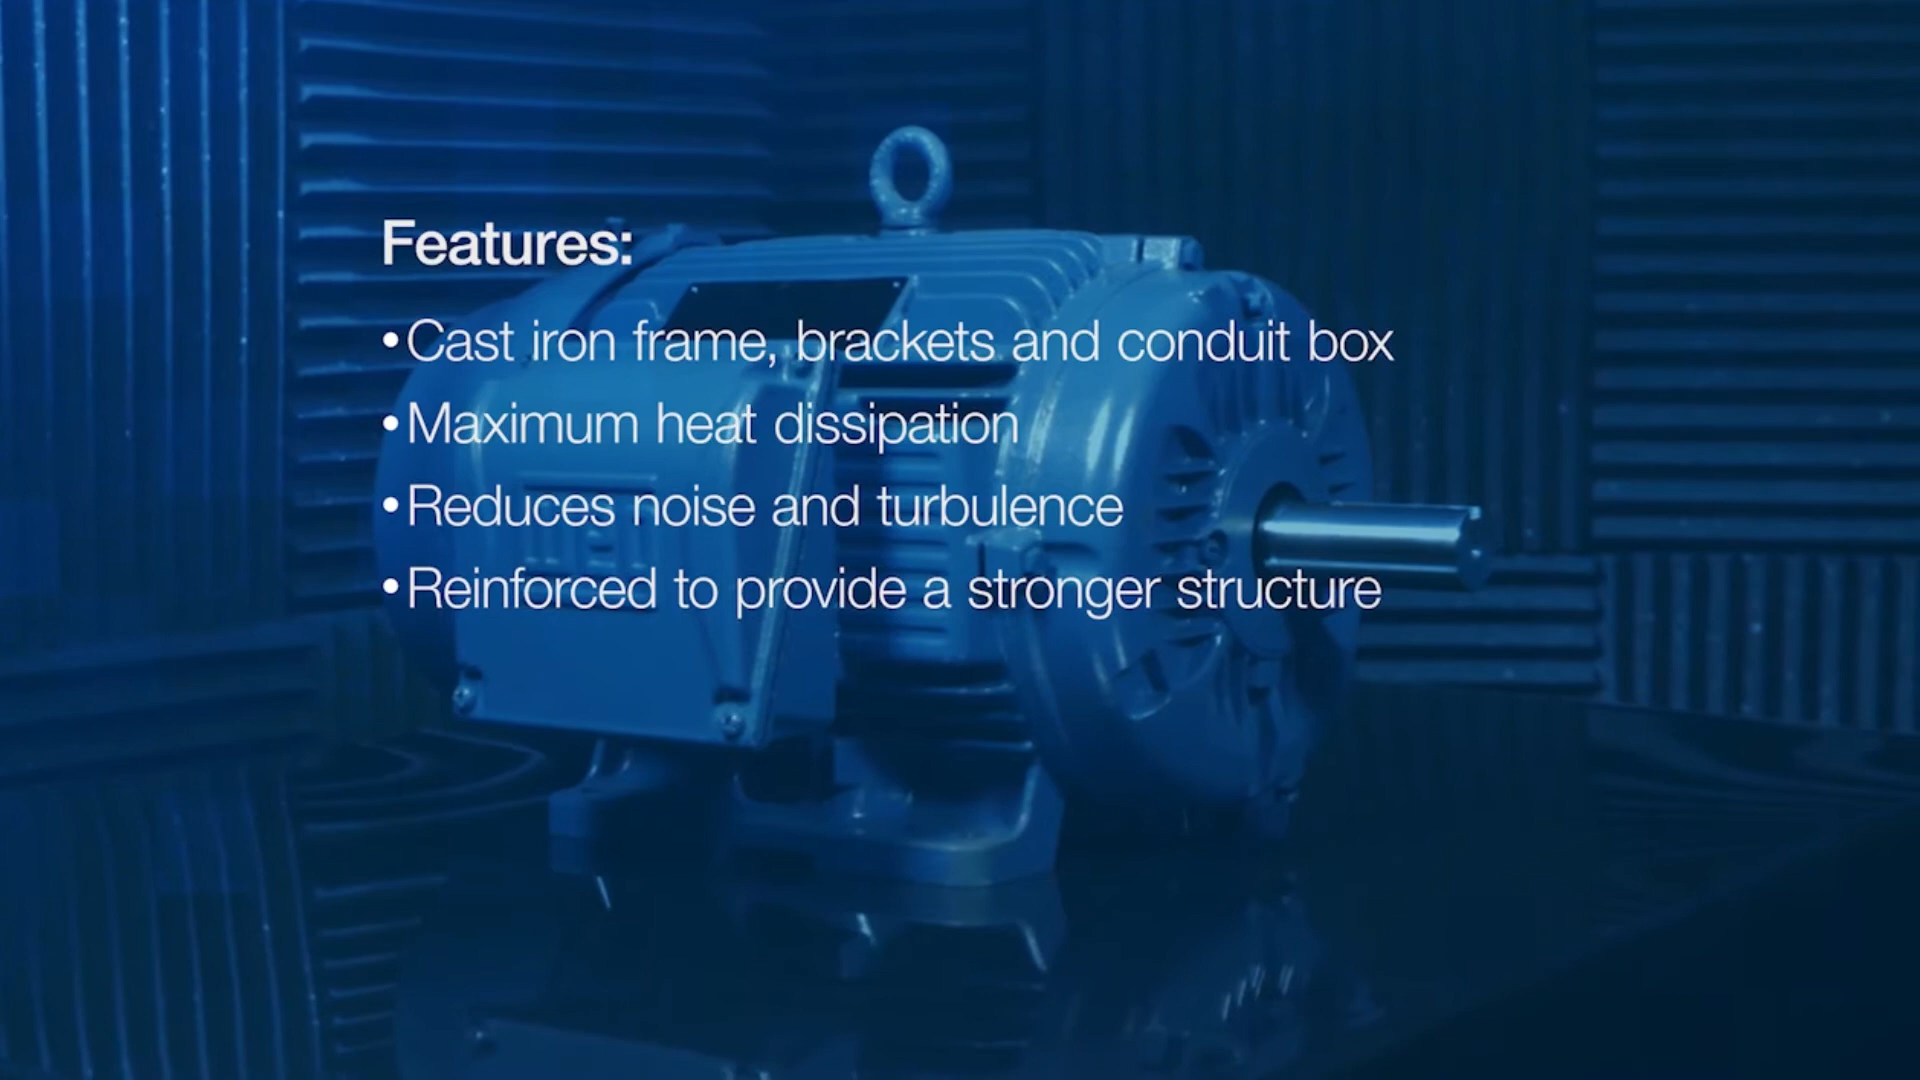 Features:
•Cast iron frame, brackets and conduit box
•Maximum heat dissipation
•Reduces noise and turbulence
•Reinforced to provide a stronger structure